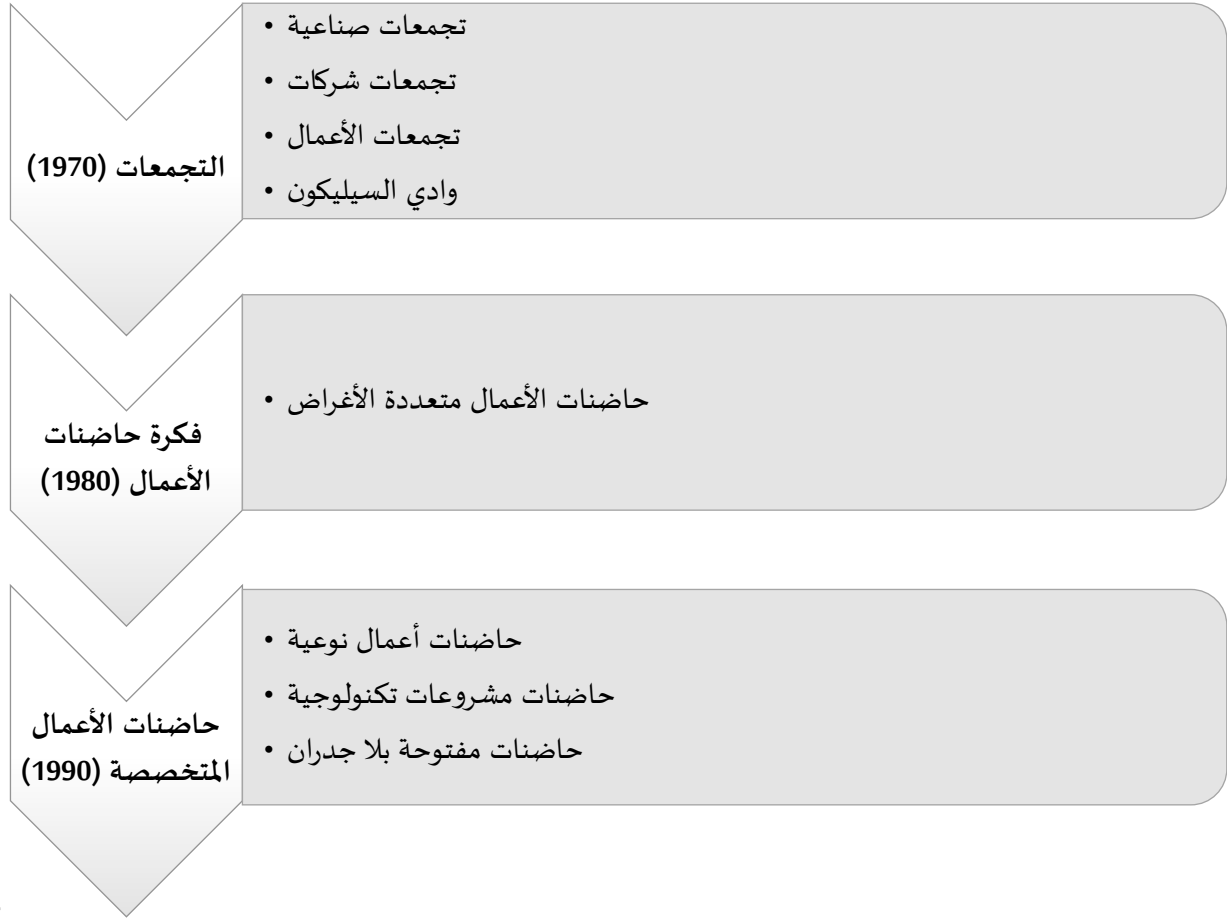 التجمعات (1970)
• تجمعات صناعية
• تجمعات شركات
• تجمعات الأعمال
• وادي السيليكون
فكرة حاضنات
الأعمال (1980)
• حاضنات الأعمال متعددة الأغراض
حاضنات الأعمال
المتخصصة (1990)
• حاضنات أعمال نوعية
• حاضنات مشروعات تكنولوجية
• حاضنات مفتوحة بلا جدران